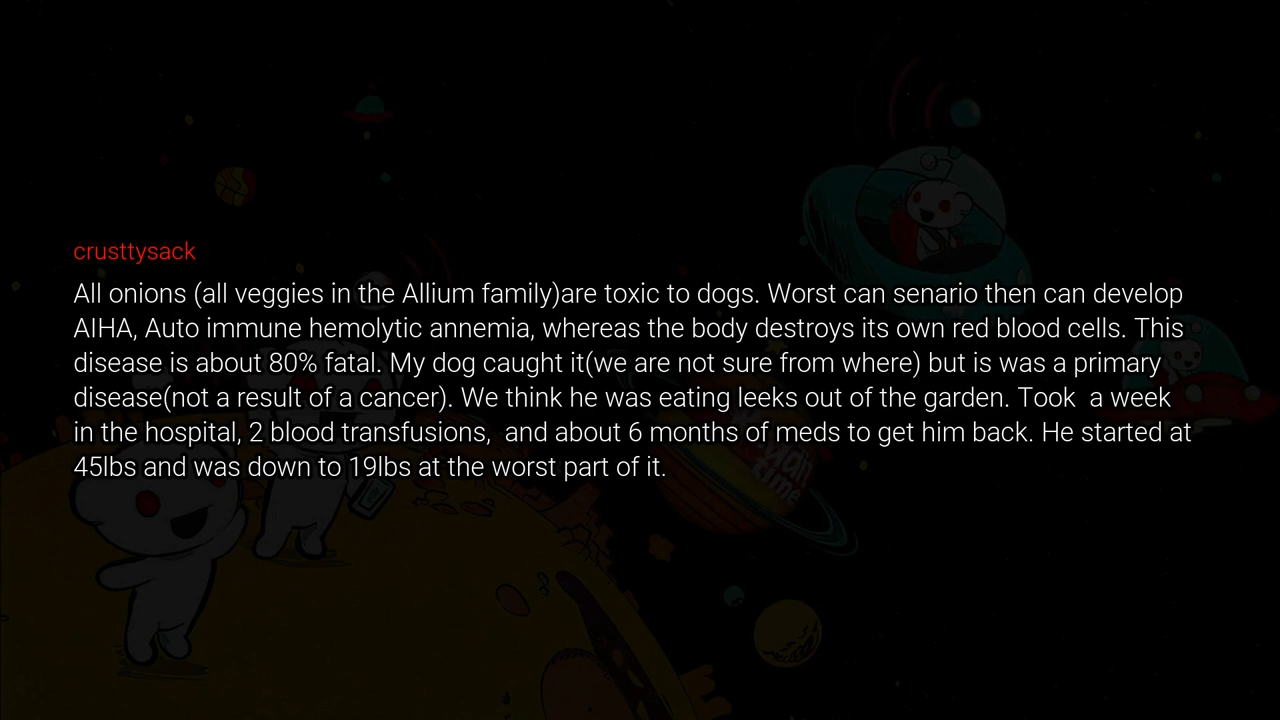 crusttysack
All onions (all veggies in the Allium family)are toxic to dogs. Worst can senario then can develop
AIHA, Auto immune hemolytic annemia, whereas the body destroys its own red blood cells. This
disease is about 80% fatal. My dog caught it(we are not sure from where) but is was a primary
disease(not a result of a cancer). We think he was eating leeks out of the garden. Took  a week
in the hospital, 2 blood transfusions,  and about 6 months of meds to get him back. He started at
45lbs and was down to 19lbs at the worst part of it.